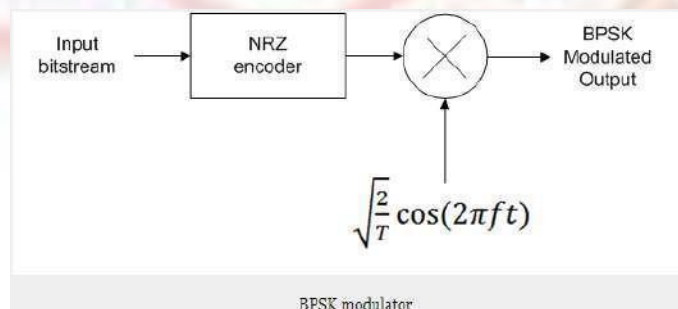 Input
bitstream
NRZ
encoder
BPSK
Modulated
Output
√(2/T) cos(2πft)
BPSK modulator